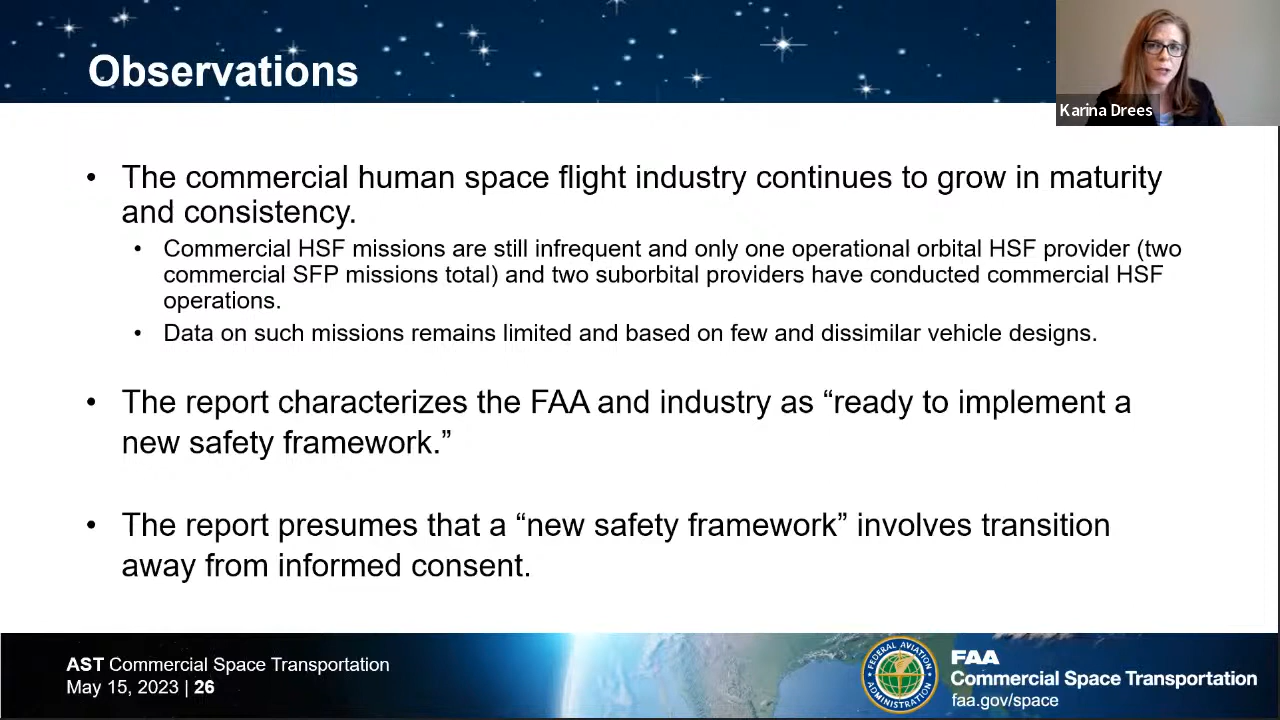 Observations
Karina Drees
• The commercial human space flight industry continues to grow in maturity
and consistency.
• Commercial HSF missions are still infrequent and only one operational orbital HSF provider (two
commercial SFP missions total) and two suborbital providers have conducted commercial HSF
operations.
• Data on such missions remains limited and based on few and dissimilar vehicle designs.
• The report characterizes the FAA and industry as “ready to implement a
new safety framework.”
• The report presumes that a “new safety framework” involves transition
away from informed consent.
AST Commercial Space Transportation
May 15, 2023 | 26
FEDERAL AVIATION
ADMINISTRATION
FAA
Commercial Space Transportation
faa.gov/space